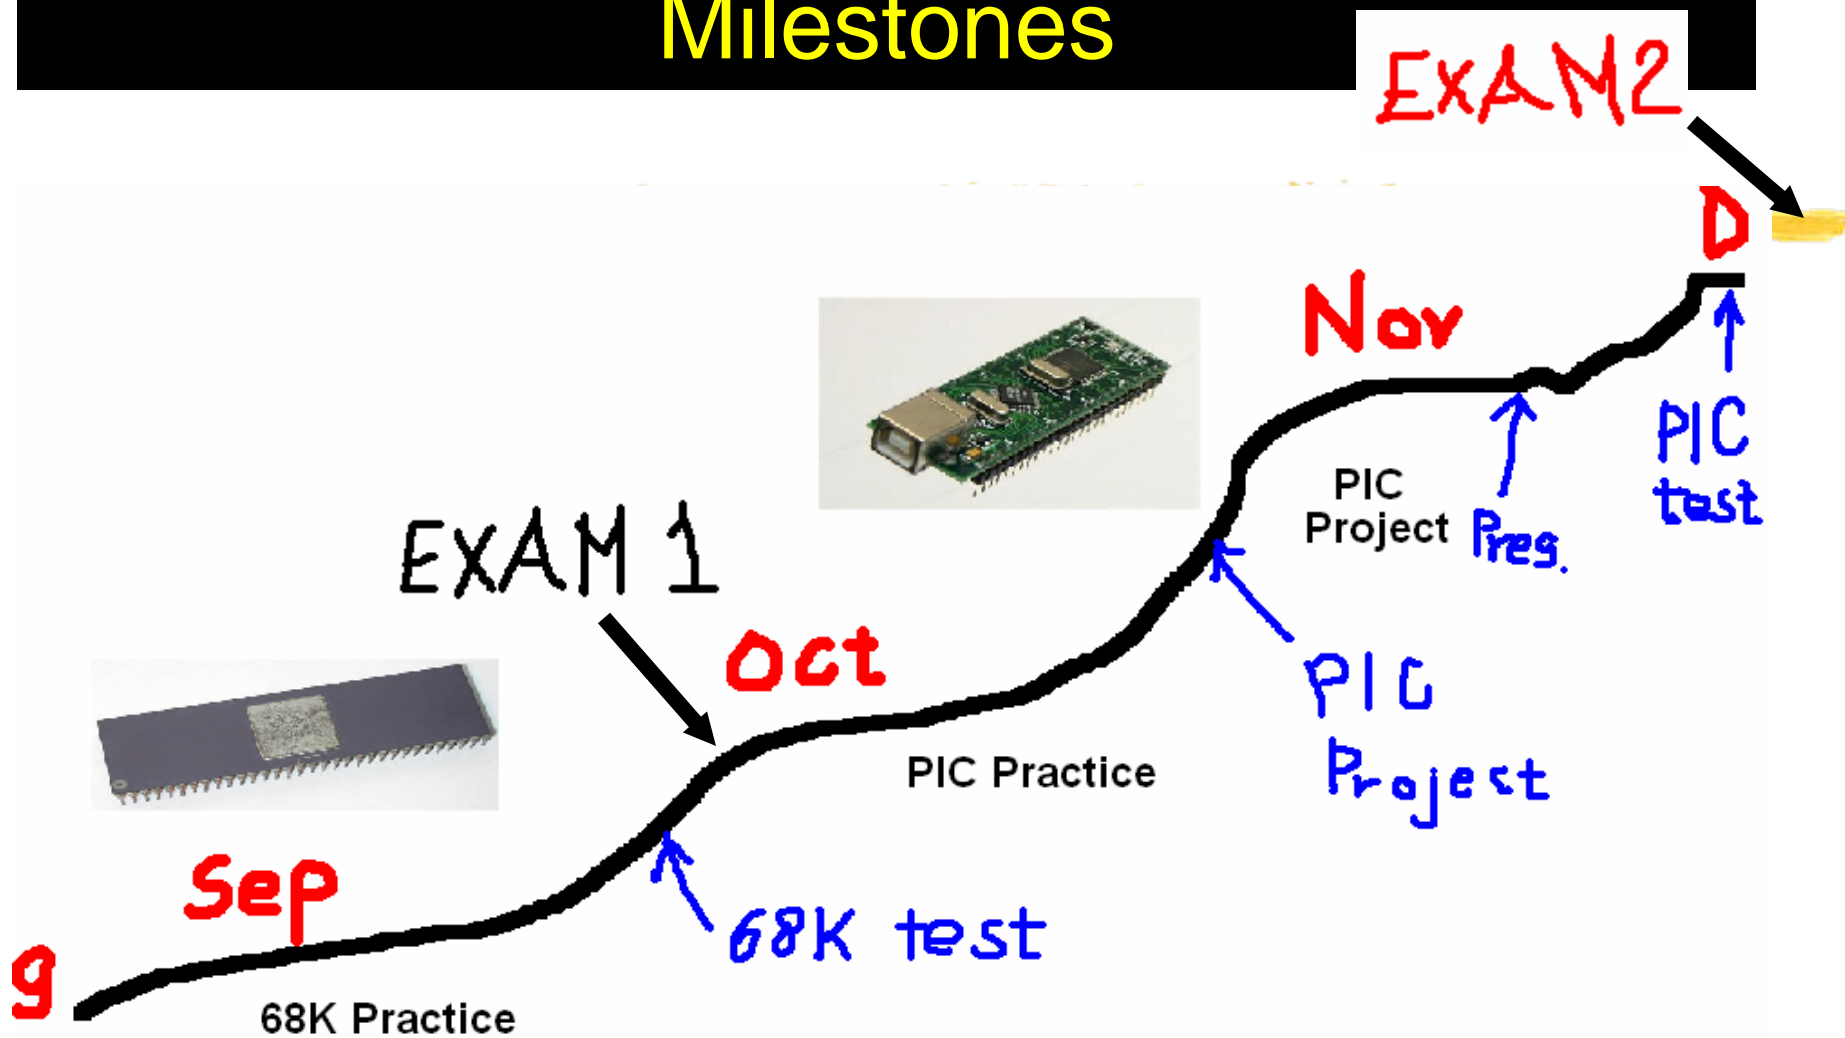 Milestones
EXAM2
D
Nov
PIC
test
PIC
Project
Pres.
EXAM 1
Oct
PIC
Project
PIC Practice
Sep
68K test
g
68K Practice